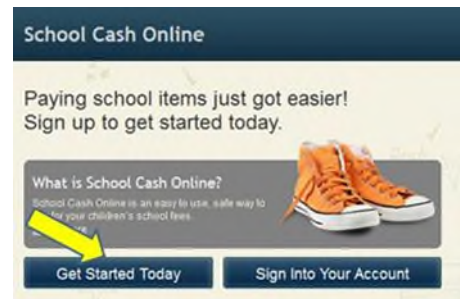 School Cash Online
Paying school items just got easier!
Sign up to get started today.
What is School Cash Online?
School Cash Online is an easy to use, safe way to
for your children's school fees.
Get Started Today
Sign Into Your Account